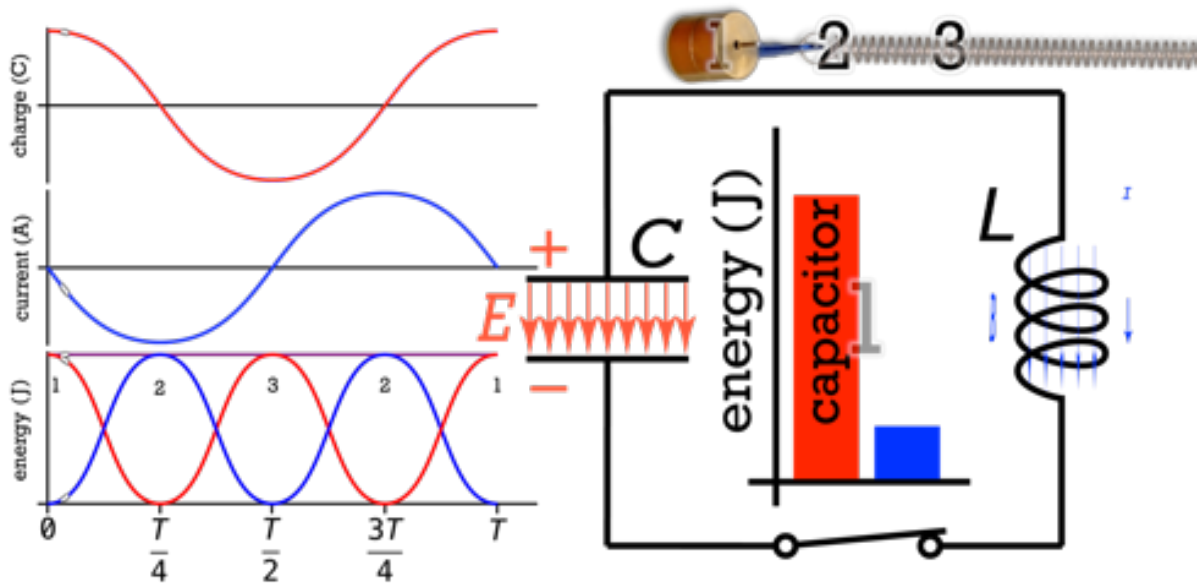 charge (C)
current (A)
energy (J)
1 2 3 2 1
0 T/4 T/2 3T/4 T
1 2 3
+
C
E
−
energy (J)
capacitor
1
L
B
I